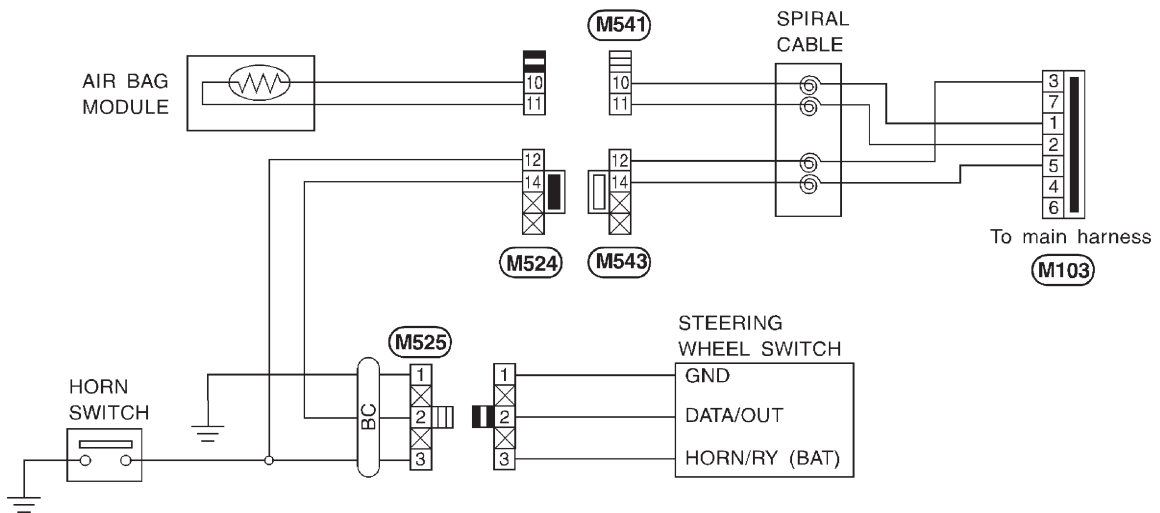 M541
SPIRAL
CABLE
AIR BAG
MODULE
10
11
10
11
3
7
1
2
5
4
6
12
14
12
14
To main harness
M103
M524
M543
M525
STEERING
WHEEL SWITCH
HORN
SWITCH
BC
1
2
3
1
2
3
GND
DATA/OUT
HORN/RY (BAT)